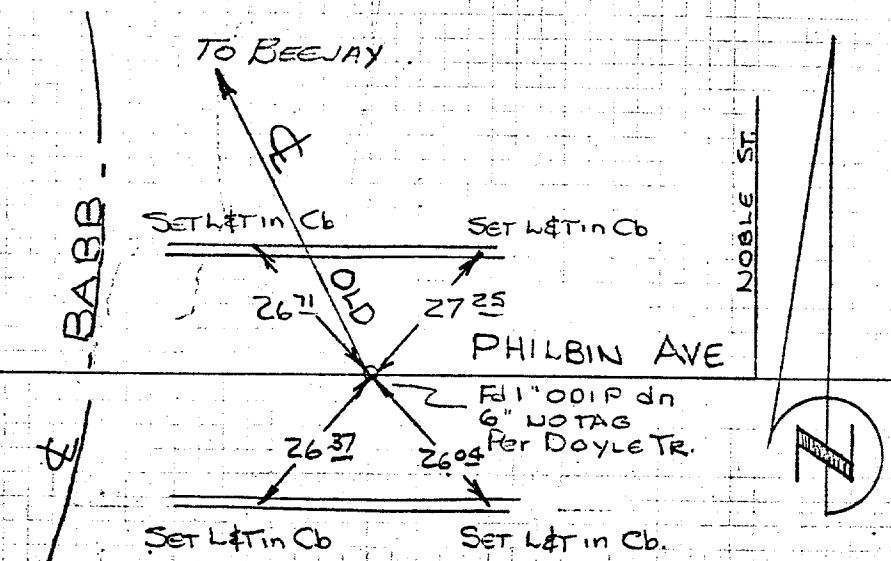 TO BEEJAY.
℄
BABB -
NOBLE ST.
SET L&T in Cb
SET L&T in Cb
OLD
26 71
27 25
PHILBIN AVE
Fd 1" ODIP dn
6" NO TAG
Per DOYLE TR.
26 37
26 04
℄
N
SET L&T in Cb
SET L&T in Cb.